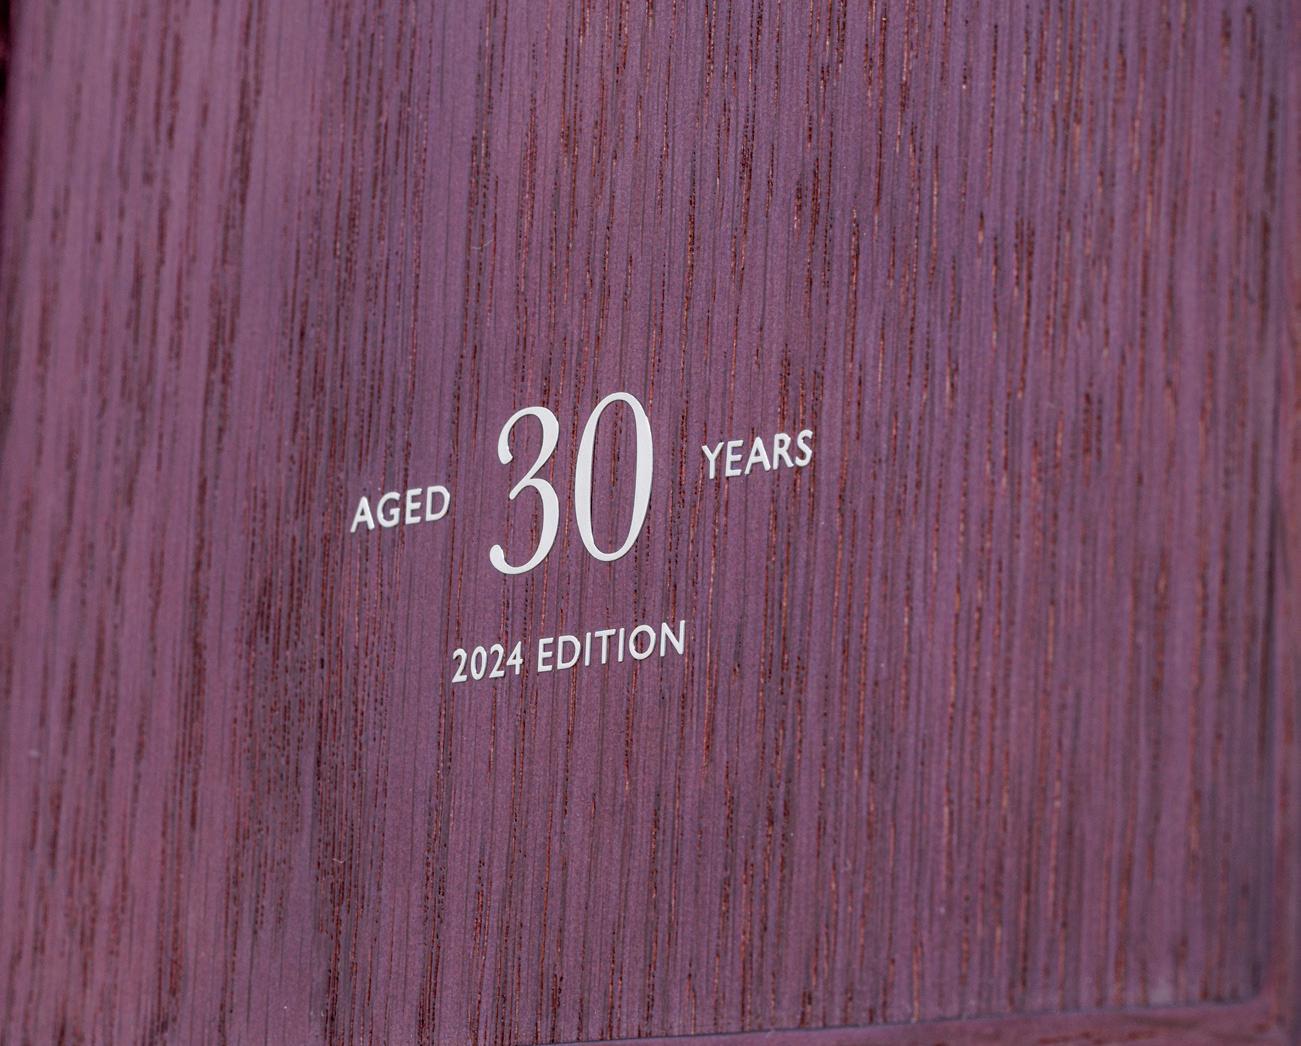 AGED 30 YEARS
2024 EDITION